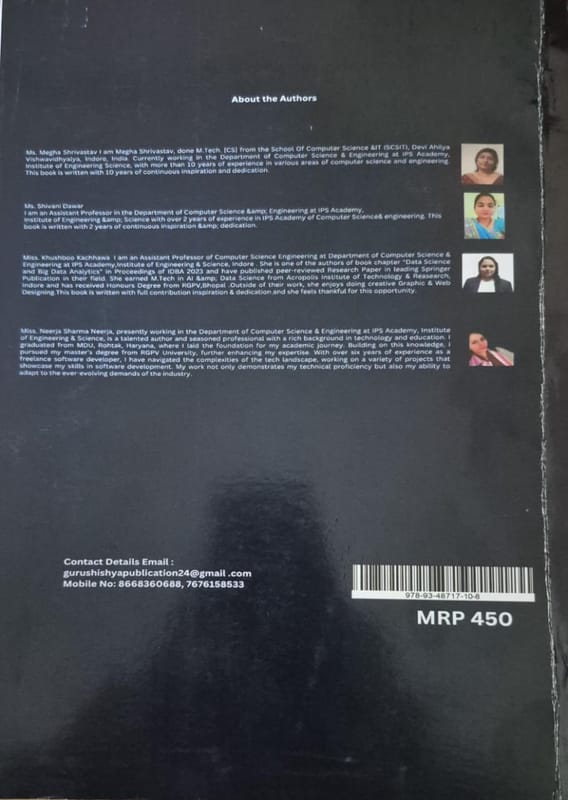 About the Authors
Ms. Megha Shrivastav I am Megha Shrivastav, done M.Tech. (CS) from the School Of Computer Science &IT (SCSIT), Devi Ahilya
Vishwavidhyalya, Indore, India. Currently working in the Department of Computer Science & Engineering at IPS Academy,
Institute of Engineering Science, with more than 10 years of experience in various areas of computer science and engineering.
This book is written with 10 years of continuous inspiration and dedication.
Ms. Shivani Dawar
I am an Assistant Professor in the Department of Computer Science &amp; Engineering at IPS Academy,
Institute of Engineering &amp; Science with over 2 years of experience in IPS Academy of Computer Science& engineering. This
book is written with 2 years of continuous inspiration &amp; dedication.
Miss. Khushboo Kachhawa I am an Assistant Professor of Computer Science Engineering at Department of Computer Science &
Engineering at IPS Academy,Institute of Engineering & Science, Indore . She is one of the authors of book chapter "Data Science
and Big Data Analytics" in Proceedings of IDBA 2023 and have published peer-reviewed Research Paper in leading Springer
Publication in their field. She earned M.Tech in AI &amp; Data Science from Acropolis Institute of Technology & Reasearch,
Indore and has received Honours Degree from RGPV,Bhopal .Outside of their work, she enjoys doing creative Graphic & Web
Designing.This book is written with full contribution inspiration & dedication.and she feels thankful for this opportunity.
Miss. Neerja Sharma Neerja, presently working in the Department of Computer Science & Engineering at IPS Academy, Institute
of Engineering & Science, is a talented author and seasoned professional with a rich background in technology and education. I
graduated from MDU, Rohtak, Haryana, where I laid the foundation for my academic journey. Building on this knowledge, I
pursued my master's degree from RGPV University, further enhancing my expertise. With over six years of experience as a
freelance software developer, I have navigated the complexities of the tech landscape, working on a variety of projects that
showcase my skills in software development. My work not only demonstrates my technical proficiency but also my ability to
adapt to the ever-evolving demands of the industry.
Contact Details Email :
gurushishyapublication24@gmail .com
Mobile No: 8668360688, 7676158533
978-93-48717-10-8
MRP 450